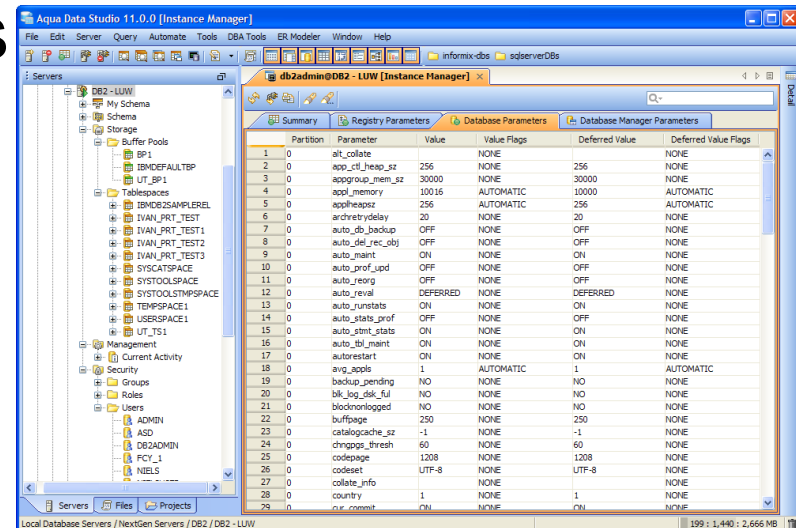 s
Aqua Data Studio 11.0.0 [Instance Manager]
File Edit Server Query Automate Tools DBA Tools ER Modeler Window Help
informix-dbs sqlserverDBs
Servers
DB2 - LUW
My Schema
Schema
Storage
Buffer Pools
BP1
IBMDEFAULTBP
UT_BP1
Tablespaces
IBMDB2SAMPLEREL
IVAN_PRT_TEST
IVAN_PRT_TEST1
IVAN_PRT_TEST2
IVAN_PRT_TEST3
SYSCATSPACE
SYSTOOLSPACE
SYSTOOLSTMPSPACE
TEMPSPACE1
USERSPACE1
UT_TS1
Management
Current Activity
Security
Groups
Roles
Users
ADMIN
ASD
DB2ADMIN
FCY_1
NIELS
Servers Files Projects
db2admin@DB2 - LUW [Instance Manager]
Detail
Summary Registry Parameters Database Parameters Database Manager Parameters
Partition Parameter Value Value Flags Deferred Value Deferred Value Flags
1 0 alt_collate NONE NONE
2 0 app_ctl_heap_sz 256 NONE 256 NONE
3 0 appgroup_mem_sz 30000 NONE 30000 NONE
4 0 appl_memory 10016 AUTOMATIC 10000 AUTOMATIC
5 0 applheapsz 256 AUTOMATIC 256 AUTOMATIC
6 0 archretrydelay 20 NONE 20 NONE
7 0 auto_db_backup OFF NONE OFF NONE
8 0 auto_del_rec_obj OFF NONE OFF NONE
9 0 auto_maint ON NONE ON NONE
10 0 auto_prof_upd OFF NONE OFF NONE
11 0 auto_reorg OFF NONE OFF NONE
12 0 auto_reval DEFERRED NONE DEFERRED NONE
13 0 auto_runstats ON NONE ON NONE
14 0 auto_stats_prof OFF NONE OFF NONE
15 0 auto_stmt_stats ON NONE ON NONE
16 0 auto_tbl_maint ON NONE ON NONE
17 0 autorestart ON NONE ON NONE
18 0 avg_appls 1 AUTOMATIC 1 AUTOMATIC
19 0 backup_pending NO NONE NO NONE
20 0 blk_log_dsk_ful NO NONE NO NONE
21 0 blocknonlogged NO NONE NO NONE
22 0 buffpage 250 NONE 250 NONE
23 0 catalogcache_sz -1 NONE -1 NONE
24 0 chngpgs_thresh 60 NONE 60 NONE
25 0 codepage 1208 NONE 1208 NONE
26 0 codeset UTF-8 NONE UTF-8 NONE
27 0 collate_info NONE NONE
28 0 country 1 NONE 1 NONE
29 0 cur_commit ON NONE ON NONE
Local Database Servers / NextGen Servers / DB2 / DB2 - LUW
199 : 1,440 : 2,666 MB